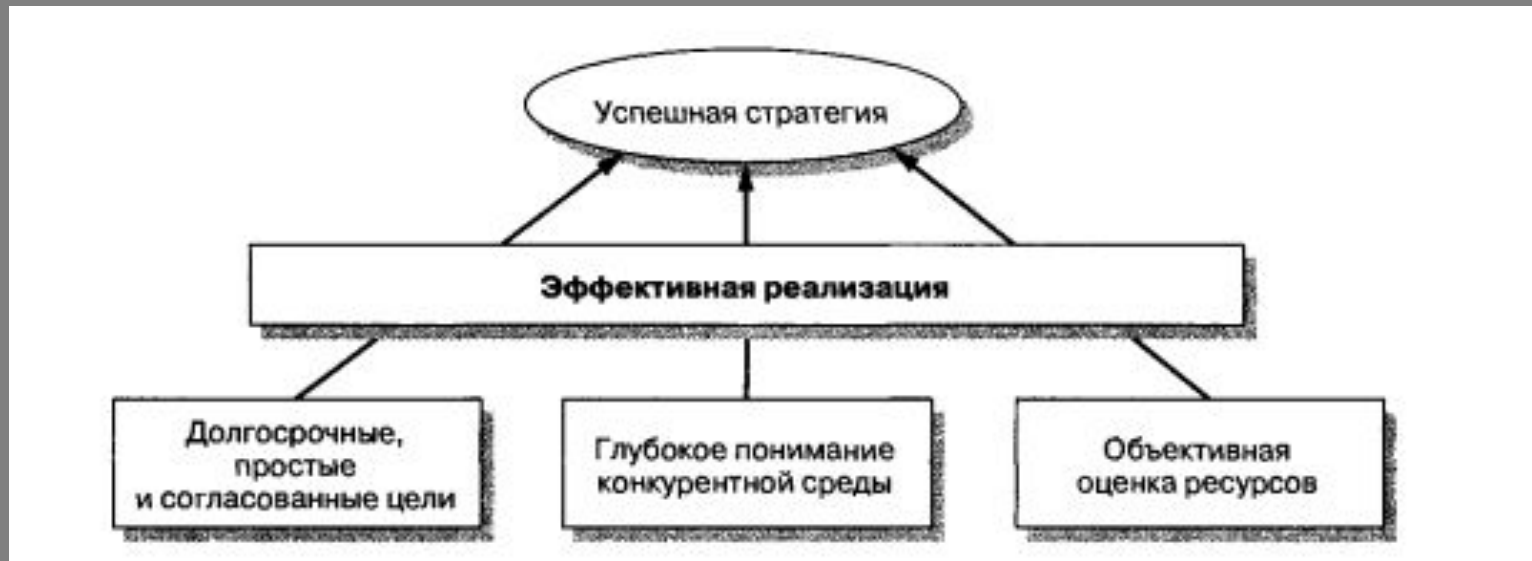 Успешная стратегия
Эффективная реализация
Долгосрочные,
простые
и согласованные цели
Глубокое понимание
конкурентной среды
Объективная
оценка ресурсов